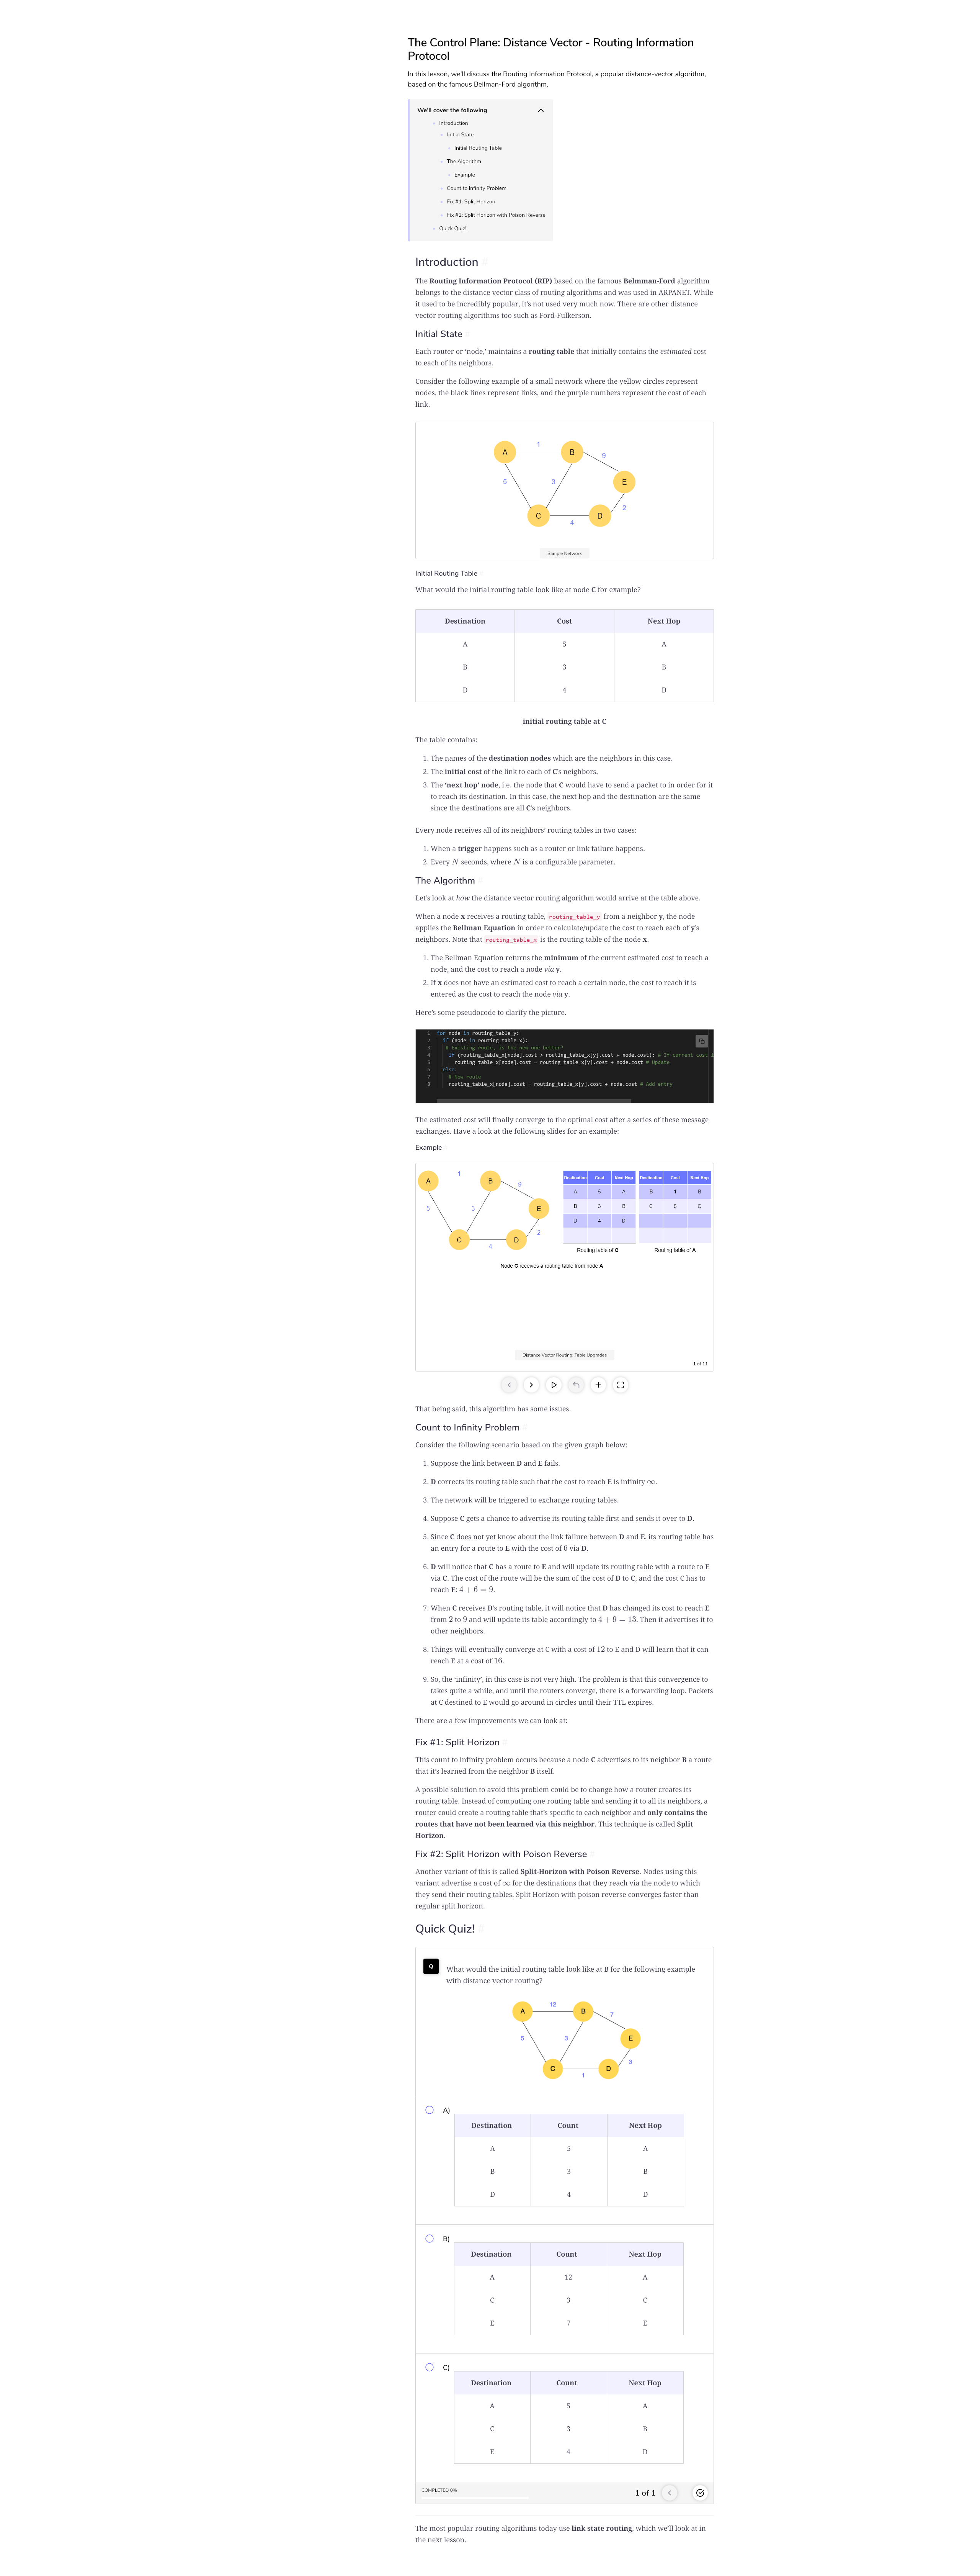 The Control Plane: Distance Vector - Routing Information
Protocol
In this lesson, we'll discuss the Routing Information Protocol, a popular distance-vector algorithm,
based on the famous Bellman-Ford algorithm.
We'll cover the following
Introduction
Initial State
Initial Routing Table
The Algorithm
Example
Count to Infinity Problem
Fix #1: Split Horizon
Fix #2: Split Horizon with Poison Reverse
Quick Quiz!
Introduction
The Routing Information Protocol (RIP) based on the famous Belmman-Ford algorithm
belongs to the distance vector class of routing algorithms and was used in ARPANET. While
it used to be incredibly popular, it's not used very much now. There are other distance
vector routing algorithms too such as Ford-Fulkerson.
Initial State
Each router or 'node,' maintains a routing table that initially contains the estimated cost
to each of its neighbors.
Consider the following example of a small network where the yellow circles represent
nodes, the black lines represent links, and the purple numbers represent the cost of each
link.
A 1 B 9
5 3 E
C 4 D 2
Sample Network
Initial Routing Table
What would the initial routing table look like at node C for example?
Destination Cost Next Hop
A 5 A
B 3 B
D 4 D
initial routing table at C
The table contains:
1. The names of the destination nodes which are the neighbors in this case.
2. The initial cost of the link to each of C's neighbors,
3. The 'next hop' node, i.e. the node that C would have to send a packet to in order for it
to reach its destination. In this case, the next hop and the destination are the same
since the destinations are all C's neighbors.
Every node receives all of its neighbors' routing tables in two cases:
1. When a trigger happens such as a router or link failure happens.
2. Every N seconds, where N is a configurable parameter.
The Algorithm
Let's look at how the distance vector routing algorithm would arrive at the table above.
When a node x receives a routing table, routing_table_y from a neighbor y, the node
applies the Bellman Equation in order to calculate/update the cost to reach each of y's
neighbors. Note that routing_table_x is the routing table of the node x.
1. The Bellman Equation returns the minimum of the current estimated cost to reach a
node, and the cost to reach a node via y.
2. If x does not have an estimated cost to reach a certain node, the cost to reach it is
entered as the cost to reach the node via y.
Here's some pseudocode to clarify the picture.
1 for node in routing_table_y:
2 if (node in routing_table_x):
3 # Existing route, is the new one better?
4 if (routing_table_x[node].cost > routing_table_x[y].cost + node.cost): # If current cost
5 routing_table_x[node].cost = routing_table_x[y].cost + node.cost # Update
6 else:
7 # New route
8 routing_table_x[node].cost = routing_table_x[y].cost + node.cost # Add entry
The estimated cost will finally converge to the optimal cost after a series of these message
exchanges. Have a look at the following slides for an example:
Example
A 1 B 9
5 3 E
C 4 D 2
Destination Cost Next Hop
A 5 A
B 3 B
D 4 D
Routing table of C
Destination Cost Next Hop
B 1 B
C 5 C
Routing table of A
Node C receives a routing table from node A
Distance Vector Routing: Table Upgrades
1 of 11
That being said, this algorithm has some issues.
Count to Infinity Problem
Consider the following scenario based on the given graph below:
1. Suppose the link between D and E fails.
2. D corrects its routing table such that the cost to reach E is infinity ∞.
3. The network will be triggered to exchange routing tables.
4. Suppose C gets a chance to advertise its routing table first and sends it over to D.
5. Since C does not yet know about the link failure between D and E, its routing table has
an entry for a route to E with the cost of 6 via D.
6. D will notice that C has a route to E and will update its routing table with a route to E
via C. The cost of the route will be the sum of the cost of D to C, and the cost C has to
reach E: 4 + 6 = 9.
7. When C receives D's routing table, it will notice that D has changed its cost to reach E
from 2 to 9 and will update its table accordingly to 4 + 9 = 13. Then it advertises it to
other neighbors.
8. Things will eventually converge at C with a cost of 12 to E and D will learn that it can
reach E at a cost of 16.
9. So, the 'infinity', in this case is not very high. The problem is that this convergence to
takes quite a while, and until the routers converge, there is a forwarding loop. Packets
at C destined to E would go around in circles until their TTL expires.
There are a few improvements we can look at:
Fix #1: Split Horizon
This count to infinity problem occurs because a node C advertises to its neighbor B a route
that it's learned from the neighbor B itself.
A possible solution to avoid this problem could be to change how a router creates its
routing table. Instead of computing one routing table and sending it to all its neighbors, a
router could create a routing table that's specific to each neighbor and only contains the
routes that have not been learned via this neighbor. This technique is called Split
Horizon.
Fix #2: Split Horizon with Poison Reverse
Another variant of this is called Split-Horizon with Poison Reverse. Nodes using this
variant advertise a cost of ∞ for the destinations that they reach via the node to which
they send their routing tables. Split Horizon with poison reverse converges faster than
regular split horizon.
Quick Quiz!
Q
What would the initial routing table look like at B for the following example
with distance vector routing?
A 12 B 7
5 3 E
C 1 D 3
A)
Destination Count Next Hop
A 5 A
B 3 B
D 4 D
B)
Destination Count Next Hop
A 12 A
C 3 C
E 7 E
C)
Destination Count Next Hop
A 5 A
C 3 B
E 4 D
COMPLETED 0%
1 of 1
The most popular routing algorithms today use link state routing, which we'll look at in
the next lesson.